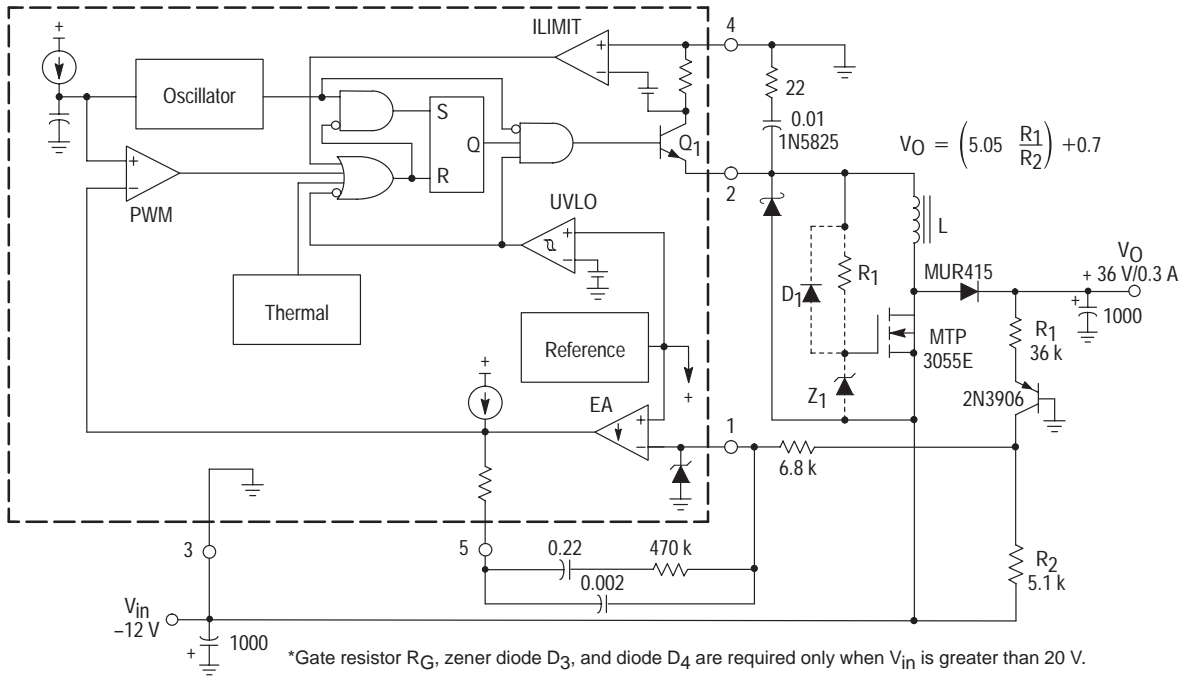 ILIMIT
4
+
–
+
Oscillator
22
S
Q
R
Q1
0.01
1N5825
VO = (5.05 R1/R2) +0.7
+
–
PWM
2
UVLO
+
–
L
Thermal
D1
R1
MUR415
VO
+ 36 V/0.3 A
+
1000
Reference
MTP
3055E
R1
36 k
Z1
2N3906
+
+
EA
+
–
1
6.8 k
3
5
0.22
470 k
0.002
R2
5.1 k
Vin
–12 V
+
1000
*Gate resistor RG, zener diode D3, and diode D4 are required only when Vin is greater than 20 V.